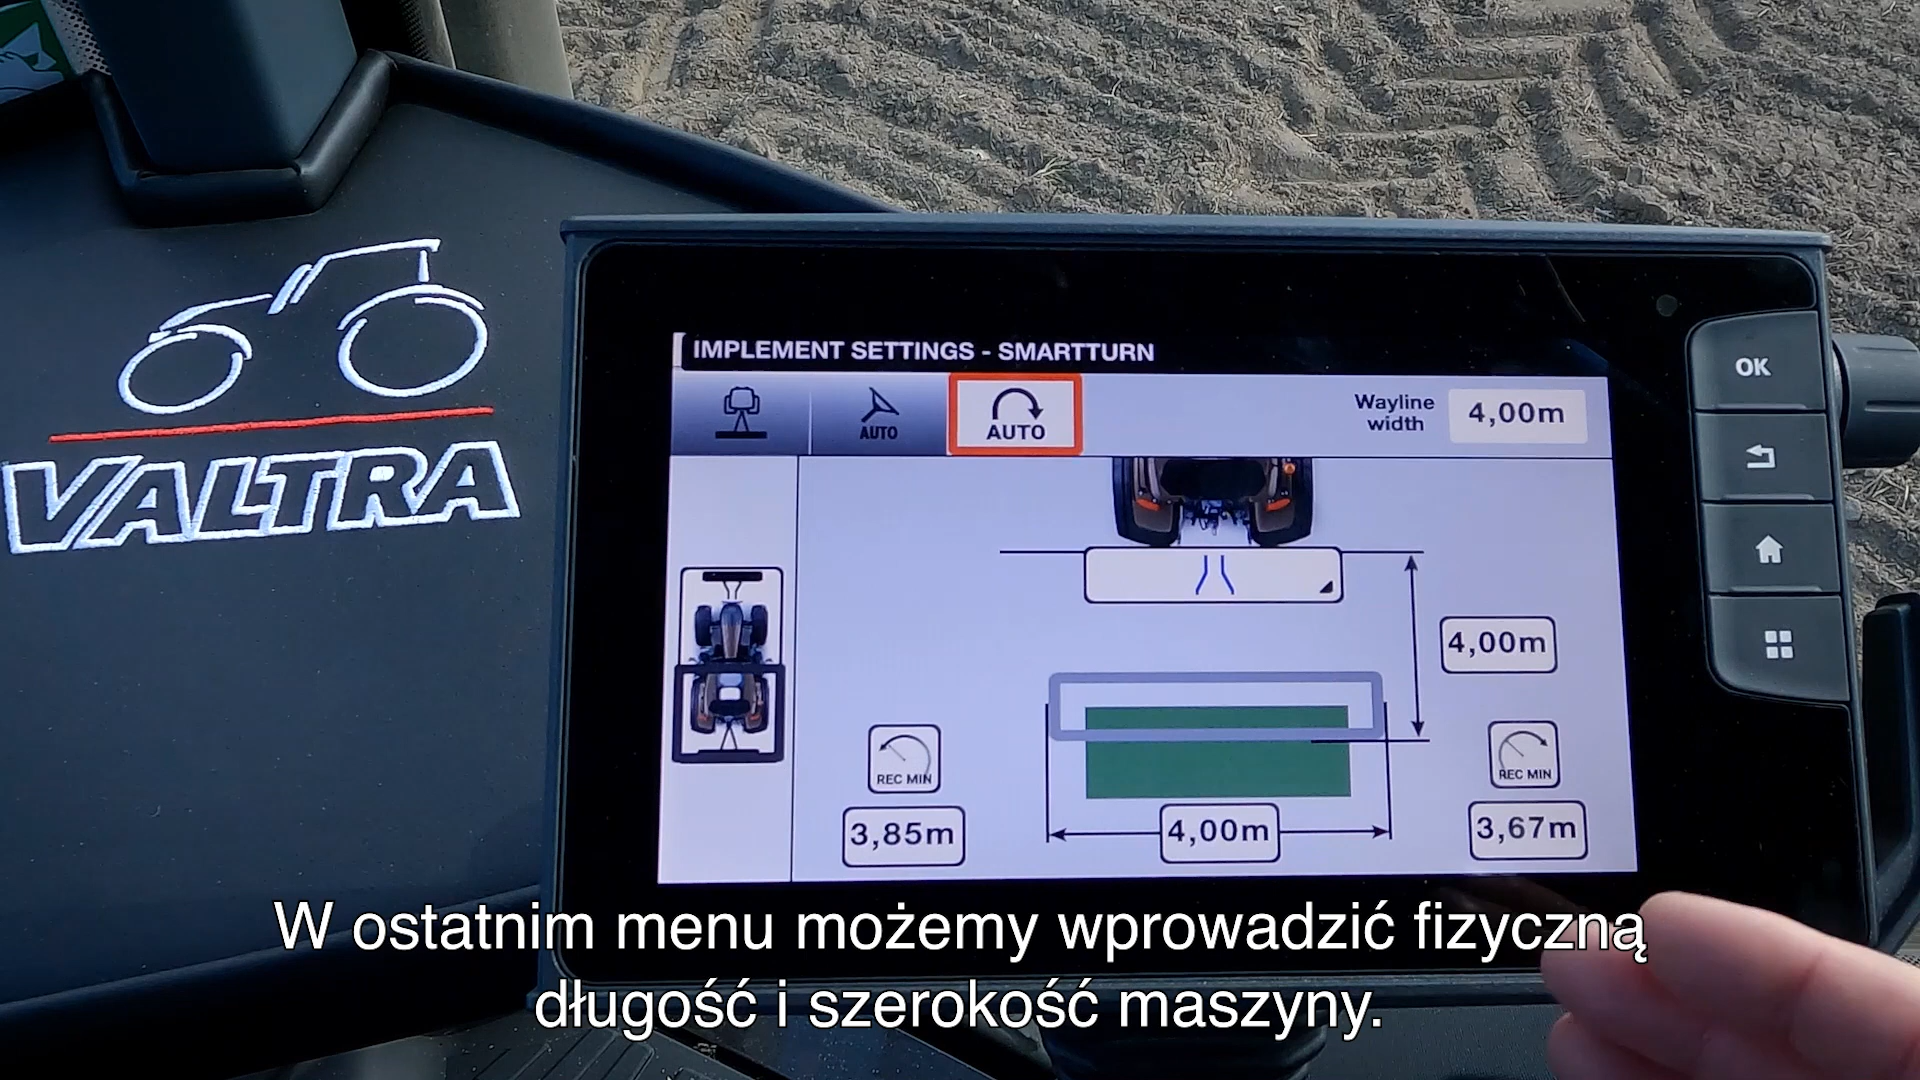 VALTRA
IMPLEMENT SETTINGS - SMARTTURN
AUTO
AUTO
Wayline
width
4,00m
4,00m
REC MIN
3,85m
4,00m
REC MIN
3,67m
OK
W ostatnim menu możemy wprowadzić fizyczną
długość i szerokość maszyny.